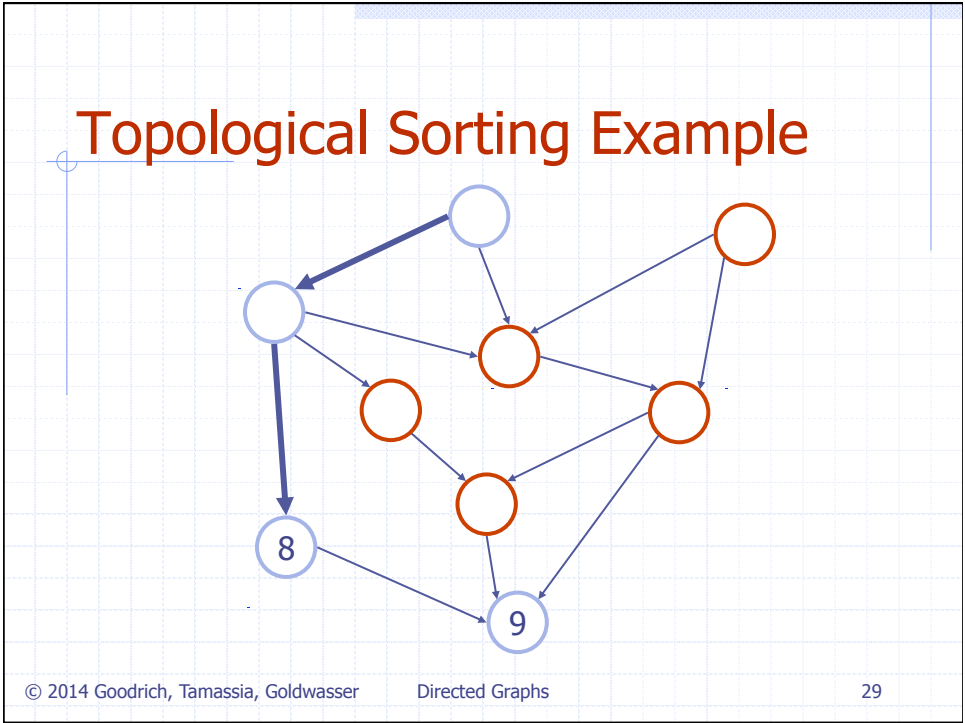 Topological Sorting Example
8
9
© 2014 Goodrich, Tamassia, Goldwasser Directed Graphs 29